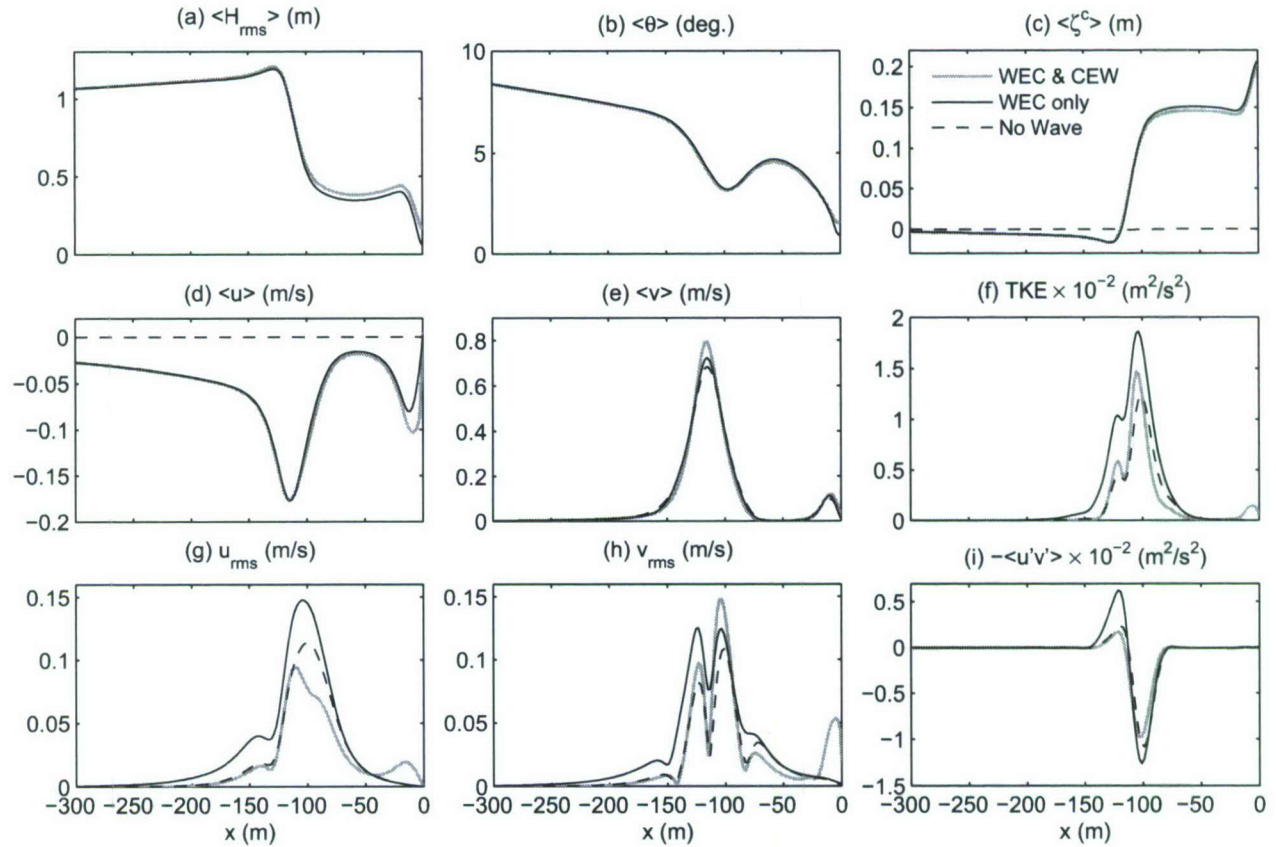 (a) <H_rms> (m)
(b) <θ> (deg.)
(c) <ζ^c> (m)
1
0.5
0
10
5
0
0.2
0.15
0.1
0.05
0
WEC & CEW
WEC only
No Wave
(d) <u> (m/s)
(e) <v> (m/s)
(f) TKE × 10^−2 (m^2/s^2)
0
−0.05
−0.1
−0.15
−0.2
0.8
0.6
0.4
0.2
0
2
1.5
1
0.5
0
(g) u_rms (m/s)
(h) v_rms (m/s)
(i) −<u'v'> × 10^−2 (m^2/s^2)
0.15
0.1
0.05
0
0.15
0.1
0.05
0
0.5
0
−0.5
−1
−1.5
−300 −250 −200 −150 −100 −50 0
−300 −250 −200 −150 −100 −50 0
−300 −250 −200 −150 −100 −50 0
x (m)
x (m)
x (m)